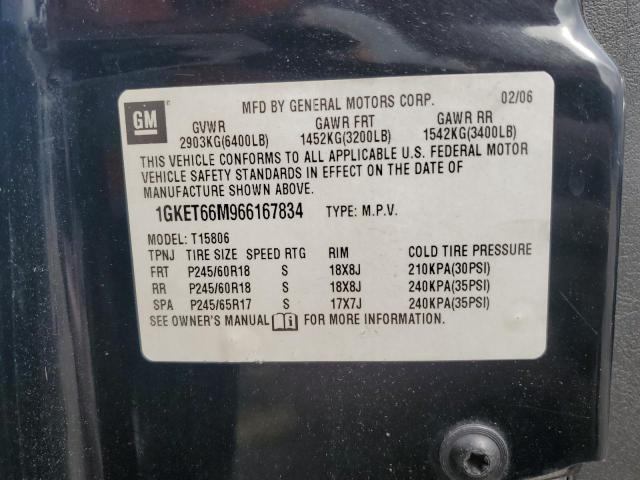 GM
MFD BY GENERAL MOTORS CORP. 02/06
GVWR GAWR FRT GAWR RR
2903KG(6400LB) 1452KG(3200LB) 1542KG(3400LB)
THIS VEHICLE CONFORMS TO ALL APPLICABLE U.S. FEDERAL MOTOR
VEHICLE SAFETY STANDARDS IN EFFECT ON THE DATE OF
MANUFACTURE SHOWN ABOVE.
1GKET66M966167834 TYPE: M.P.V.
MODEL: T15806
TPNJ TIRE SIZE SPEED RTG RIM COLD TIRE PRESSURE
FRT P245/60R18 S 18X8J 210KPA(30PSI)
RR P245/60R18 S 18X8J 240KPA(35PSI)
SPA P245/65R17 S 17X7J 240KPA(35PSI)
SEE OWNER'S MANUAL FOR MORE INFORMATION.